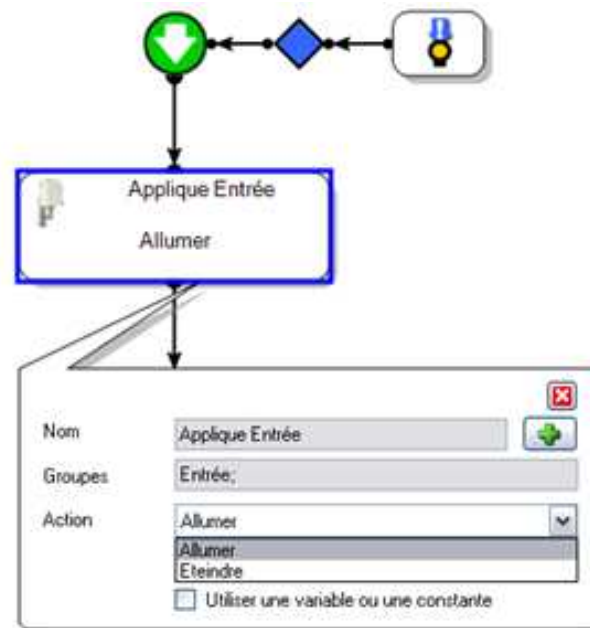 Applique Entrée
Allumer
Nom Applique Entrée
Groupes Entrée;
Action Allumer
Allumer
Eteindre
Utiliser une variable ou une constante